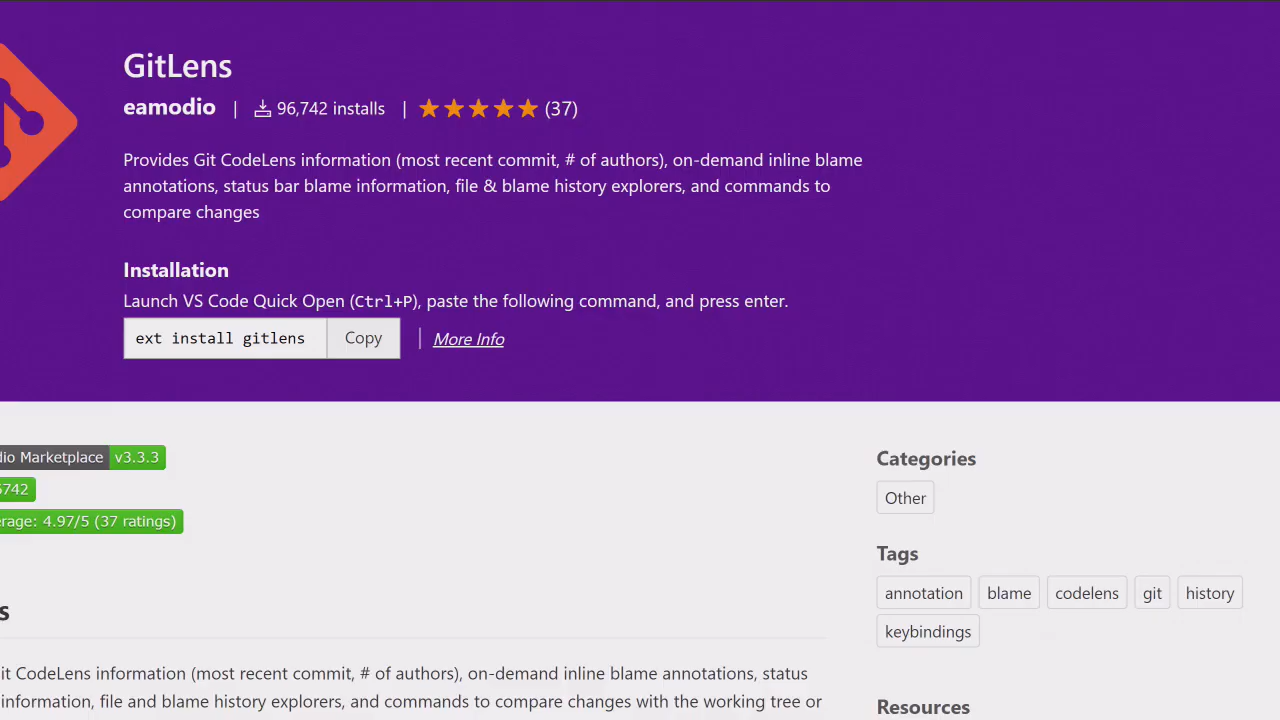 GitLens
eamodio | 96,742 installs | (37)
Provides Git CodeLens information (most recent commit, # of authors), on-demand inline blame
annotations, status bar blame information, file & blame history explorers, and commands to
compare changes
Installation
Launch VS Code Quick Open (Ctrl+P), paste the following command, and press enter.
ext install gitlens Copy | More Info
dio Marketplace v3.3.3
6742
erage: 4.97/5 (37 ratings)
s
it CodeLens information (most recent commit, # of authors), on-demand inline blame annotations, status
information, file and blame history explorers, and commands to compare changes with the working tree or
Categories
Other
Tags
annotation blame codelens git history
keybindings
Resources